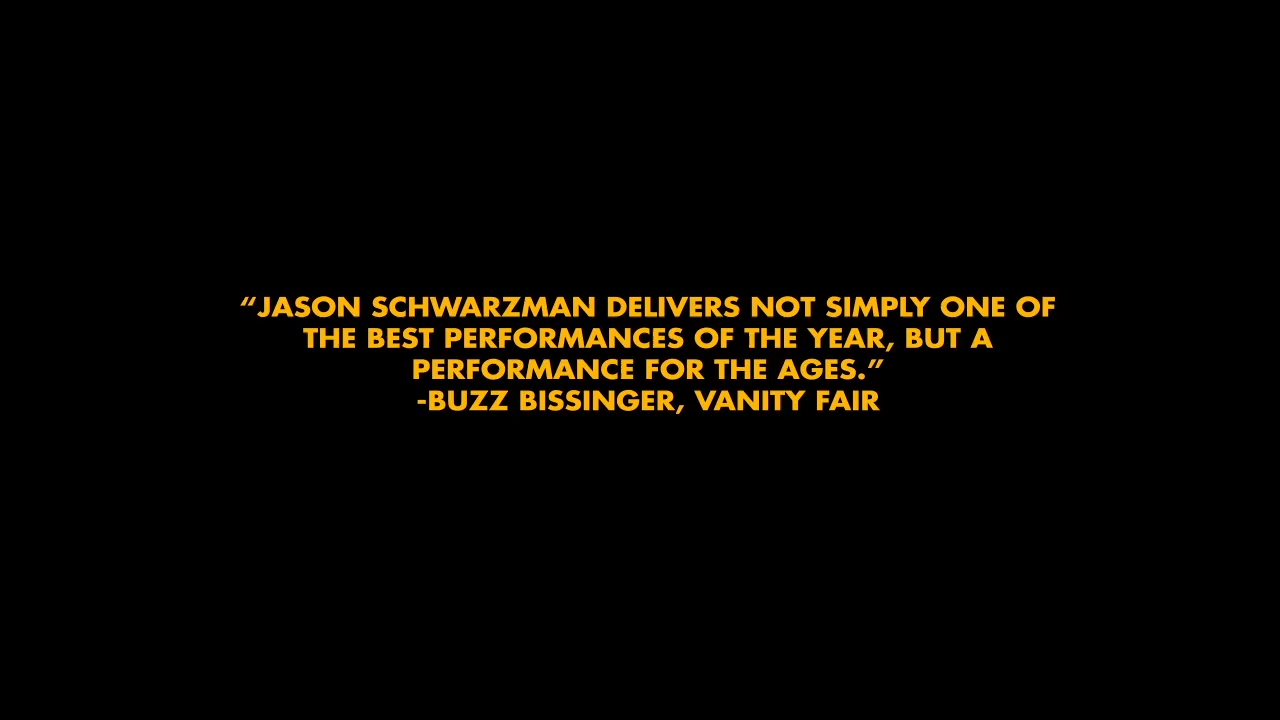 “JASON SCHWARZMAN DELIVERS NOT SIMPLY ONE OF
THE BEST PERFORMANCES OF THE YEAR, BUT A
PERFORMANCE FOR THE AGES.”
-BUZZ BISSINGER, VANITY FAIR